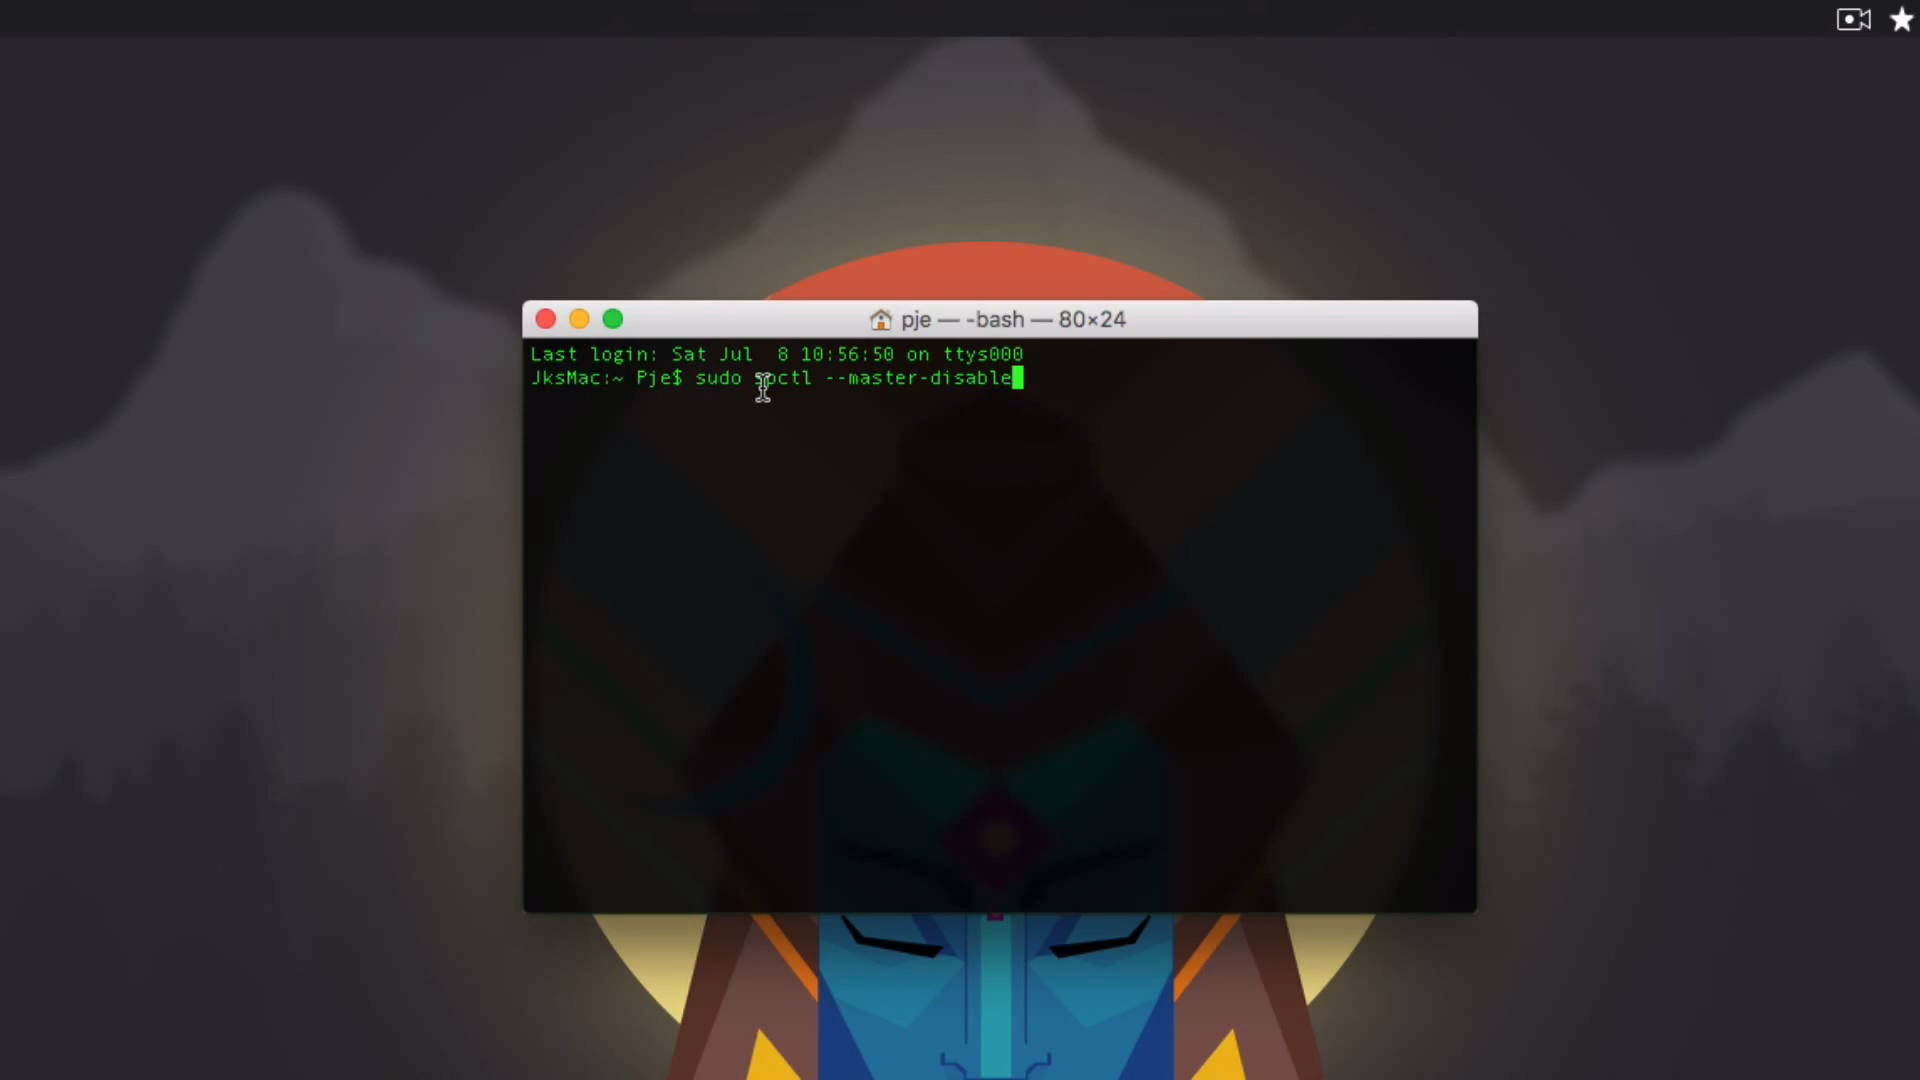 pje — -bash — 80×24
Last login: Sat Jul  8 10:56:50 on ttys000
JksMac:~ Pje$ sudo spctl --master-disable